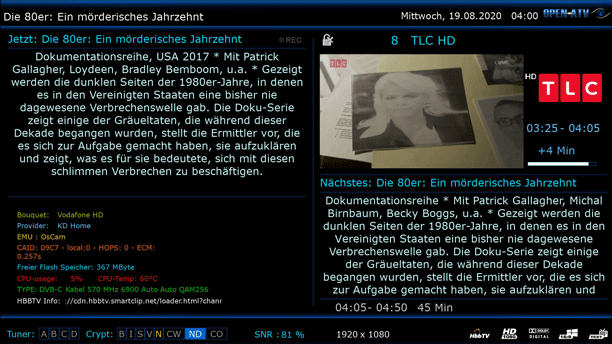 Die 80er: Ein mörderisches Jahrzehnt
Mittwoch, 19.08.2020 04:00 OPEN-ATV
Jetzt: Die 80er: Ein mörderisches Jahrzehnt
REC
8 TLC HD
Dokumentationsreihe, USA 2017 * Mit Patrick
Gallagher, Loydeen, Bradley Bemboom, u.a. * Gezeigt
werden die dunklen Seiten der 1980er-Jahre, in denen
es in den Vereinigten Staaten eine bisher nie
dagewesene Verbrechenswelle gab. Die Doku-Serie
zeigt einige der Gräueltaten, die während dieser
Dekade begangen wurden, stellt die Ermittler vor, die
es sich zur Aufgabe gemacht haben, sie aufzuklären
und zeigt, was es für sie bedeutete, sich mit diesen
schlimmen Verbrechen zu beschäftigen.
TLC
HD TLC
03:25 - 04:05
+4 Min
Nächstes: Die 80er: Ein mörderisches Jahrzehnt
Dokumentationsreihe * Mit Patrick Gallagher, Michal
Birnbaum, Becky Boggs, u.a. * Gezeigt werden die
dunklen Seiten der 1980er-Jahre, in denen es in den
Vereinigten Staaten eine bisher nie dagewesene
Verbrechenswelle gab. Die Doku-Serie zeigt einige
der Gräueltaten, die während dieser Dekade begangen
wurden, stellt die Ermittler vor, die es sich
zur Aufgabe gemacht haben, sie aufzuklären und
04:05- 04:50 45 Min
Bouquet: Vodafone HD
Provider: KD Home
EMU : OsCam
CAID: 09C7 - local:0 - HOPS: 0 - ECM:
0.257s
Freier Flash Speicher: 367 MByte
CPU-usage: 5% CPU-Temp: 60ºC
TYPE: DVB-C Kabel 570 MHz 6900 Auto Auto QAM256
HBBTV Info: ://cdn.hbbtv.smartclip.net/loader.html?chanr
Tuner: A B C D Crypt: B I S V N CW ND CO SNR : 81 % 1920 x 1080
HbbTV HD 1080 DOLBY DIGITAL